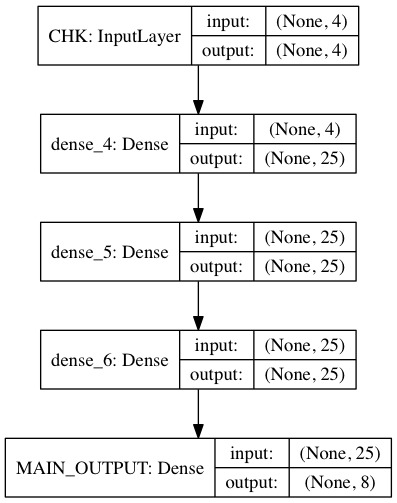 CHK: InputLayer
input: (None, 4)
output: (None, 4)
dense_4: Dense
input: (None, 4)
output: (None, 25)
dense_5: Dense
input: (None, 25)
output: (None, 25)
dense_6: Dense
input: (None, 25)
output: (None, 25)
MAIN_OUTPUT: Dense
input: (None, 25)
output: (None, 8)